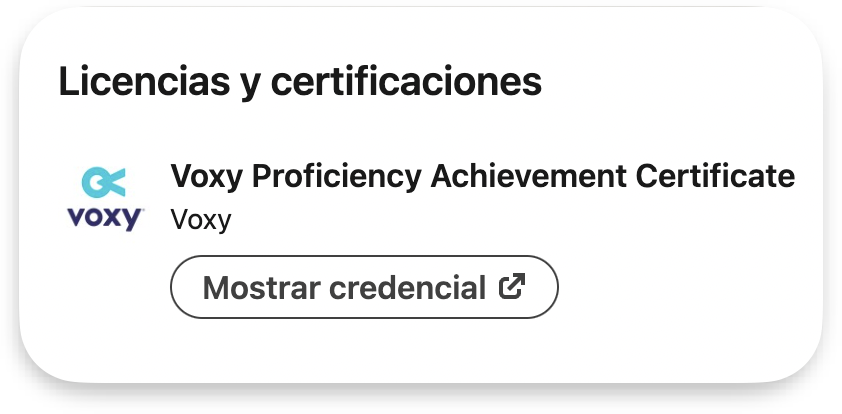 Licencias y certificaciones
Voxy Proficiency Achievement Certificate
voxy
Voxy
Mostrar credencial